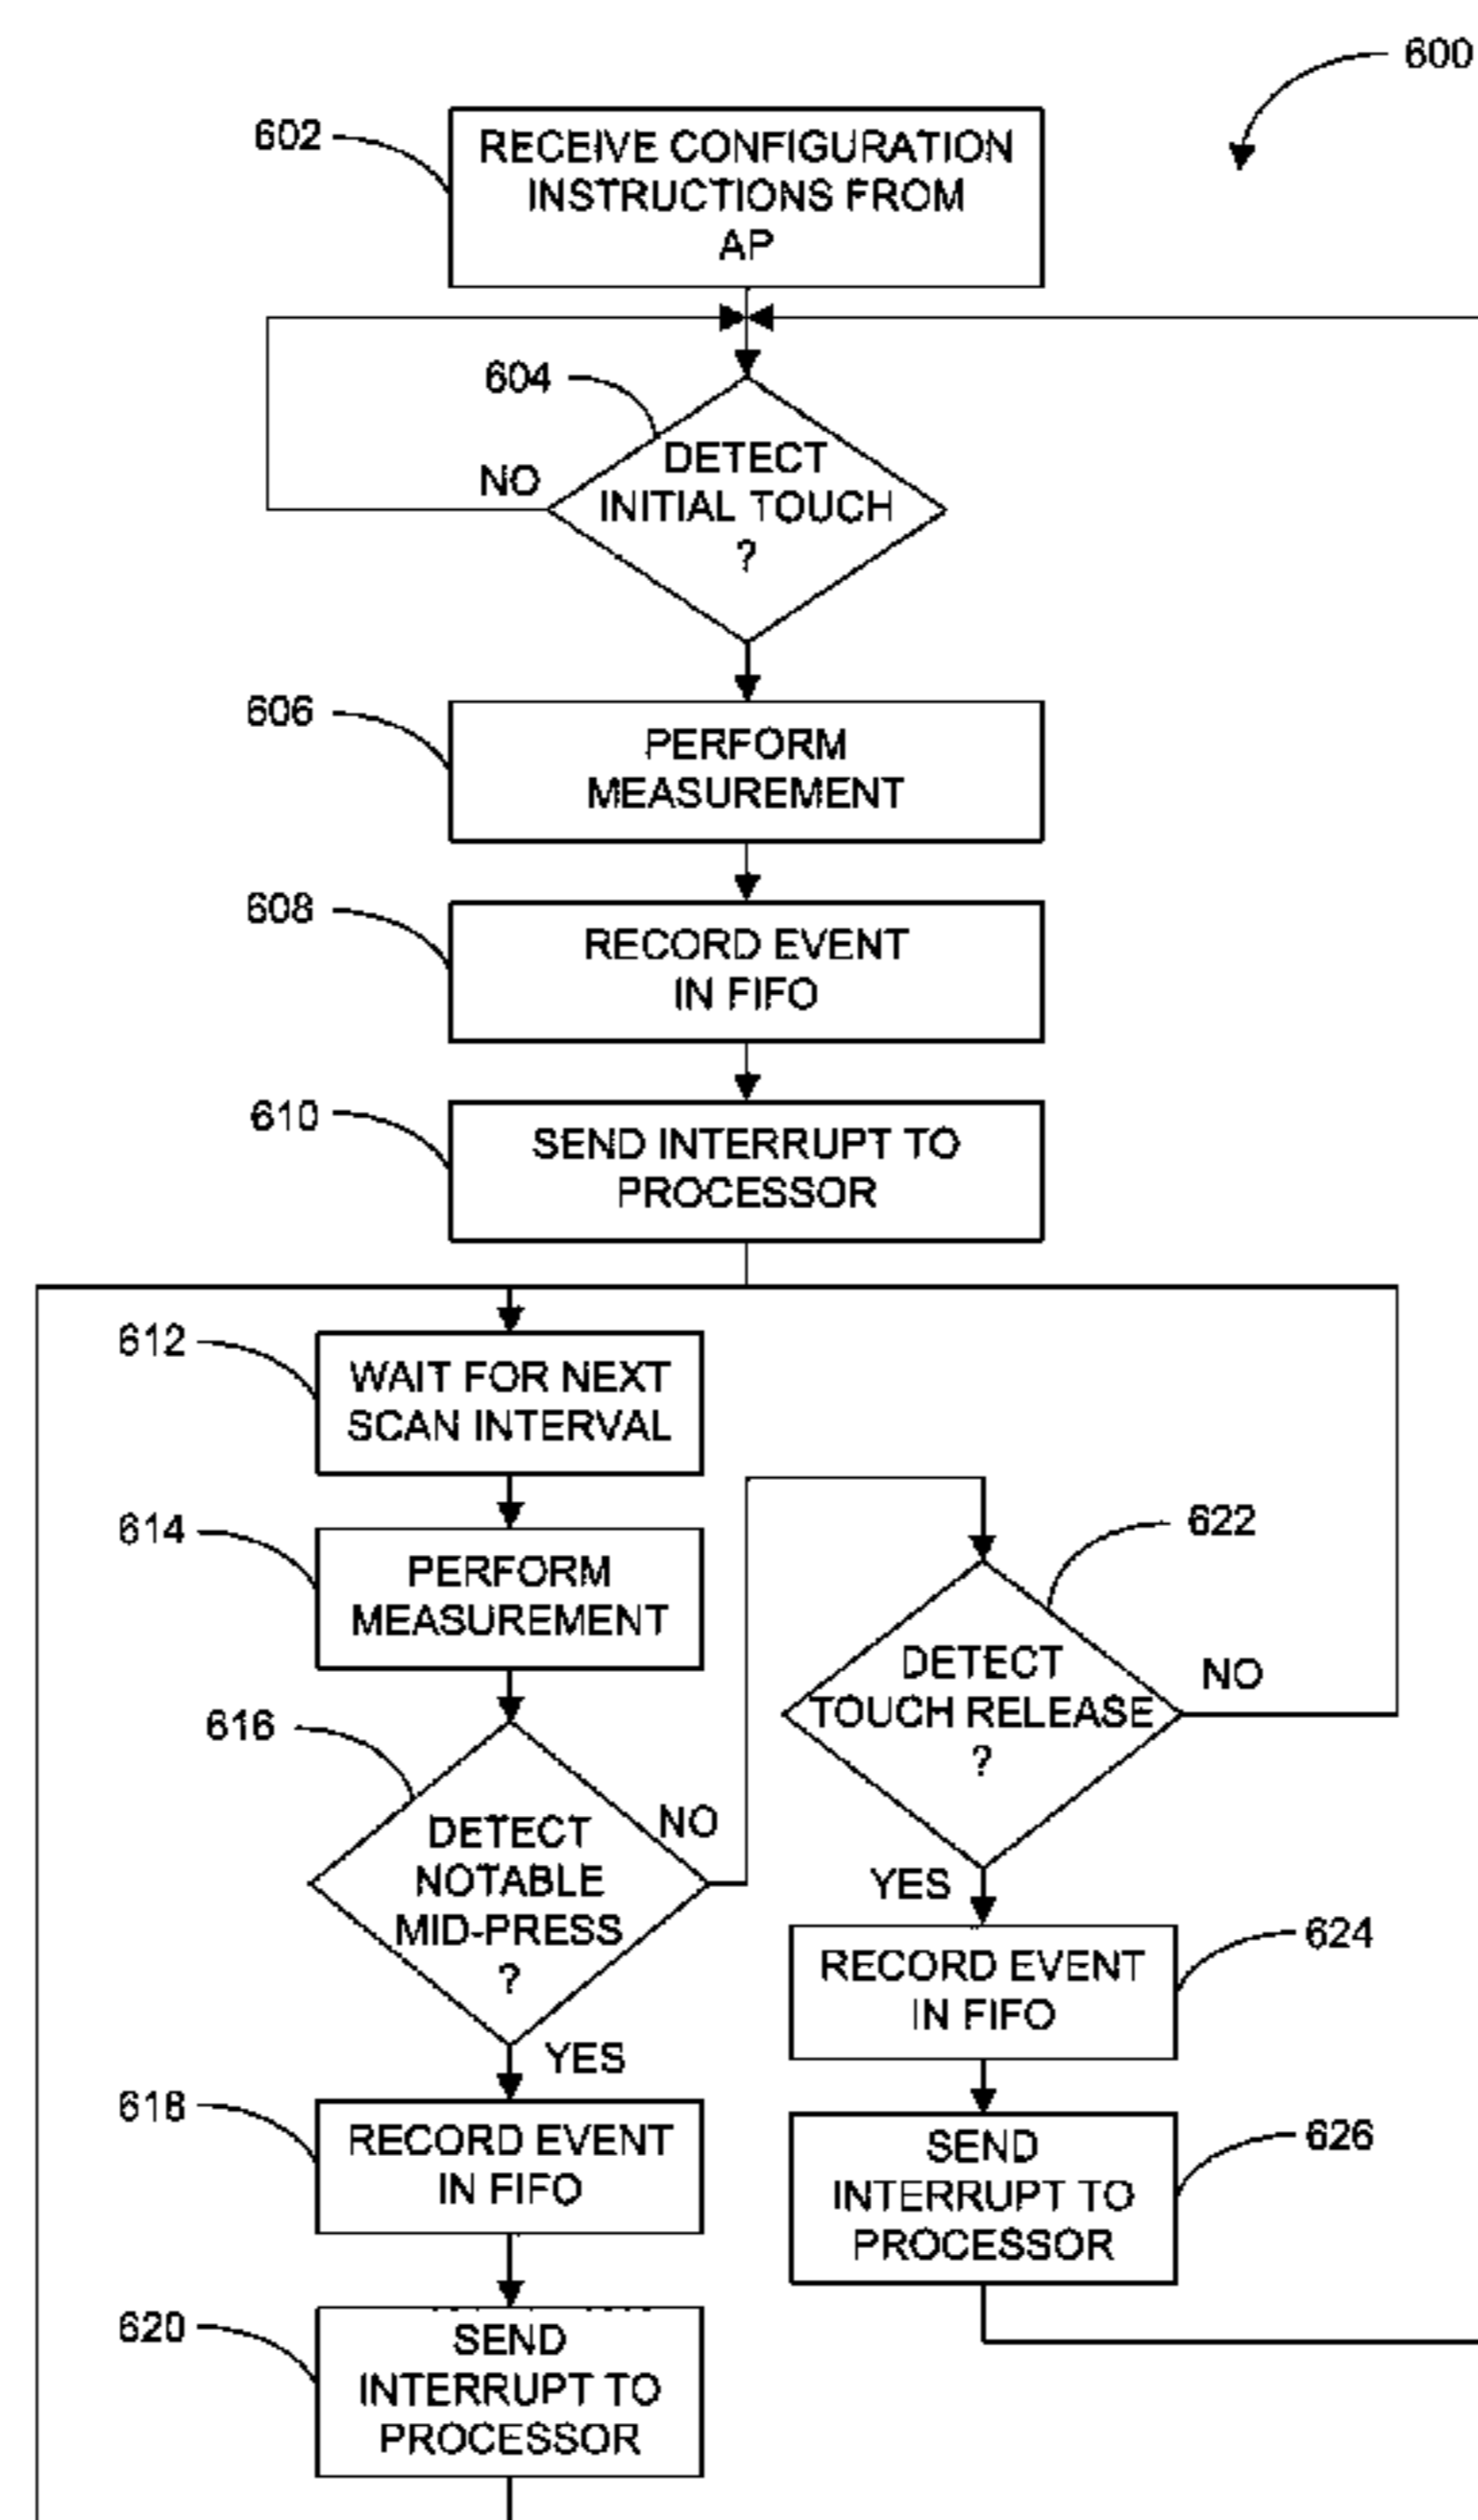 600
602
RECEIVE CONFIGURATION
INSTRUCTIONS FROM
AP
604
DETECT
INITIAL TOUCH
?
NO
606
PERFORM
MEASUREMENT
608
RECORD EVENT
IN FIFO
610
SEND INTERRUPT TO
PROCESSOR
612
WAIT FOR NEXT
SCAN INTERVAL
614
PERFORM
MEASUREMENT
616
DETECT
NOTABLE
MID-PRESS
?
NO
YES
618
RECORD EVENT
IN FIFO
620
SEND
INTERRUPT TO
PROCESSOR
622
DETECT
TOUCH RELEASE
?
NO
YES
624
RECORD EVENT
IN FIFO
626
SEND
INTERRUPT TO
PROCESSOR